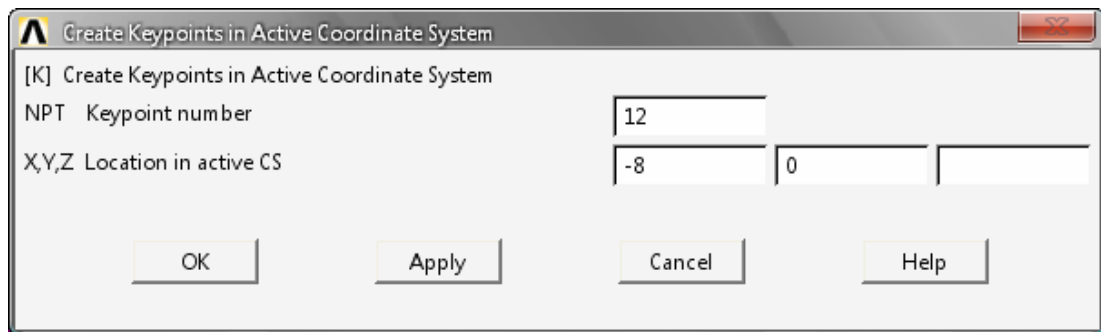 Create Keypoints in Active Coordinate System
[K] Create Keypoints in Active Coordinate System
NPT Keypoint number 12
X,Y,Z Location in active CS -8 0
OK Apply Cancel Help